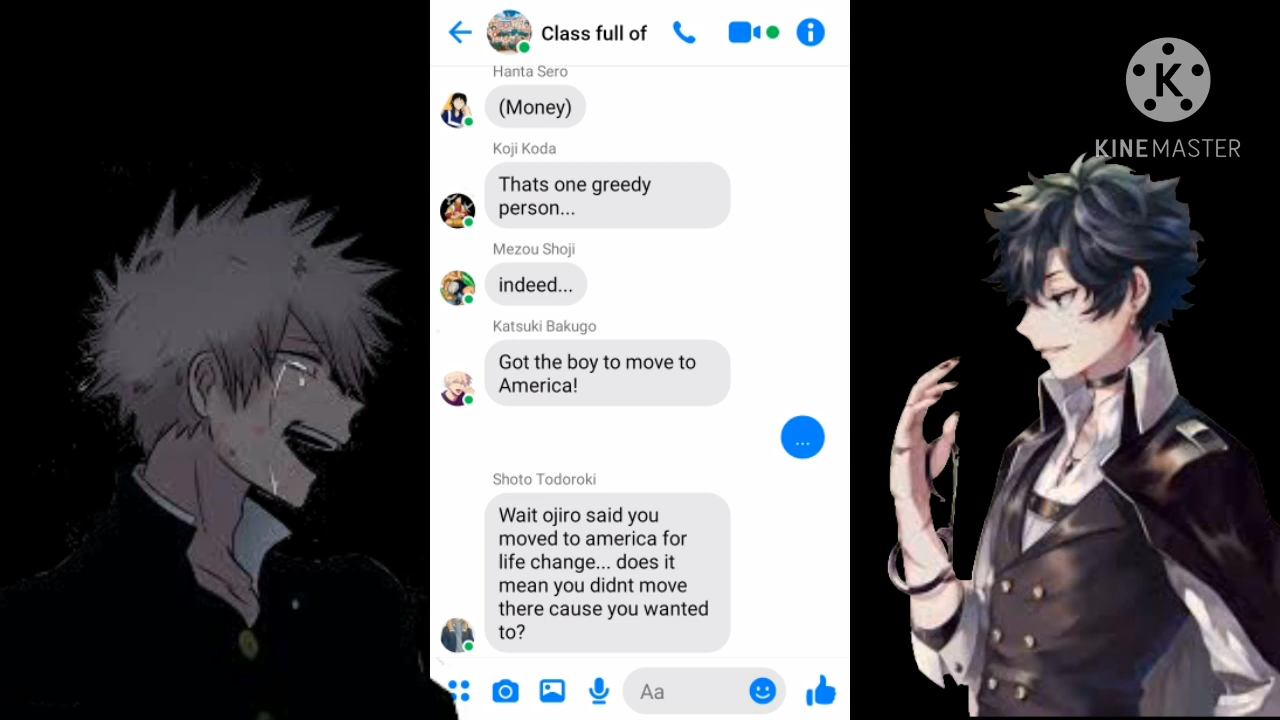 Class full of
Hanta Sero
(Money)
Koji Koda
Thats one greedy
person...
Mezou Shoji
indeed...
Katsuki Bakugo
Got the boy to move to
America!
...
Shoto Todoroki
Wait ojiro said you
moved to america for
life change... does it
mean you didnt move
there cause you wanted
to?
Aa
K
KINEMASTER